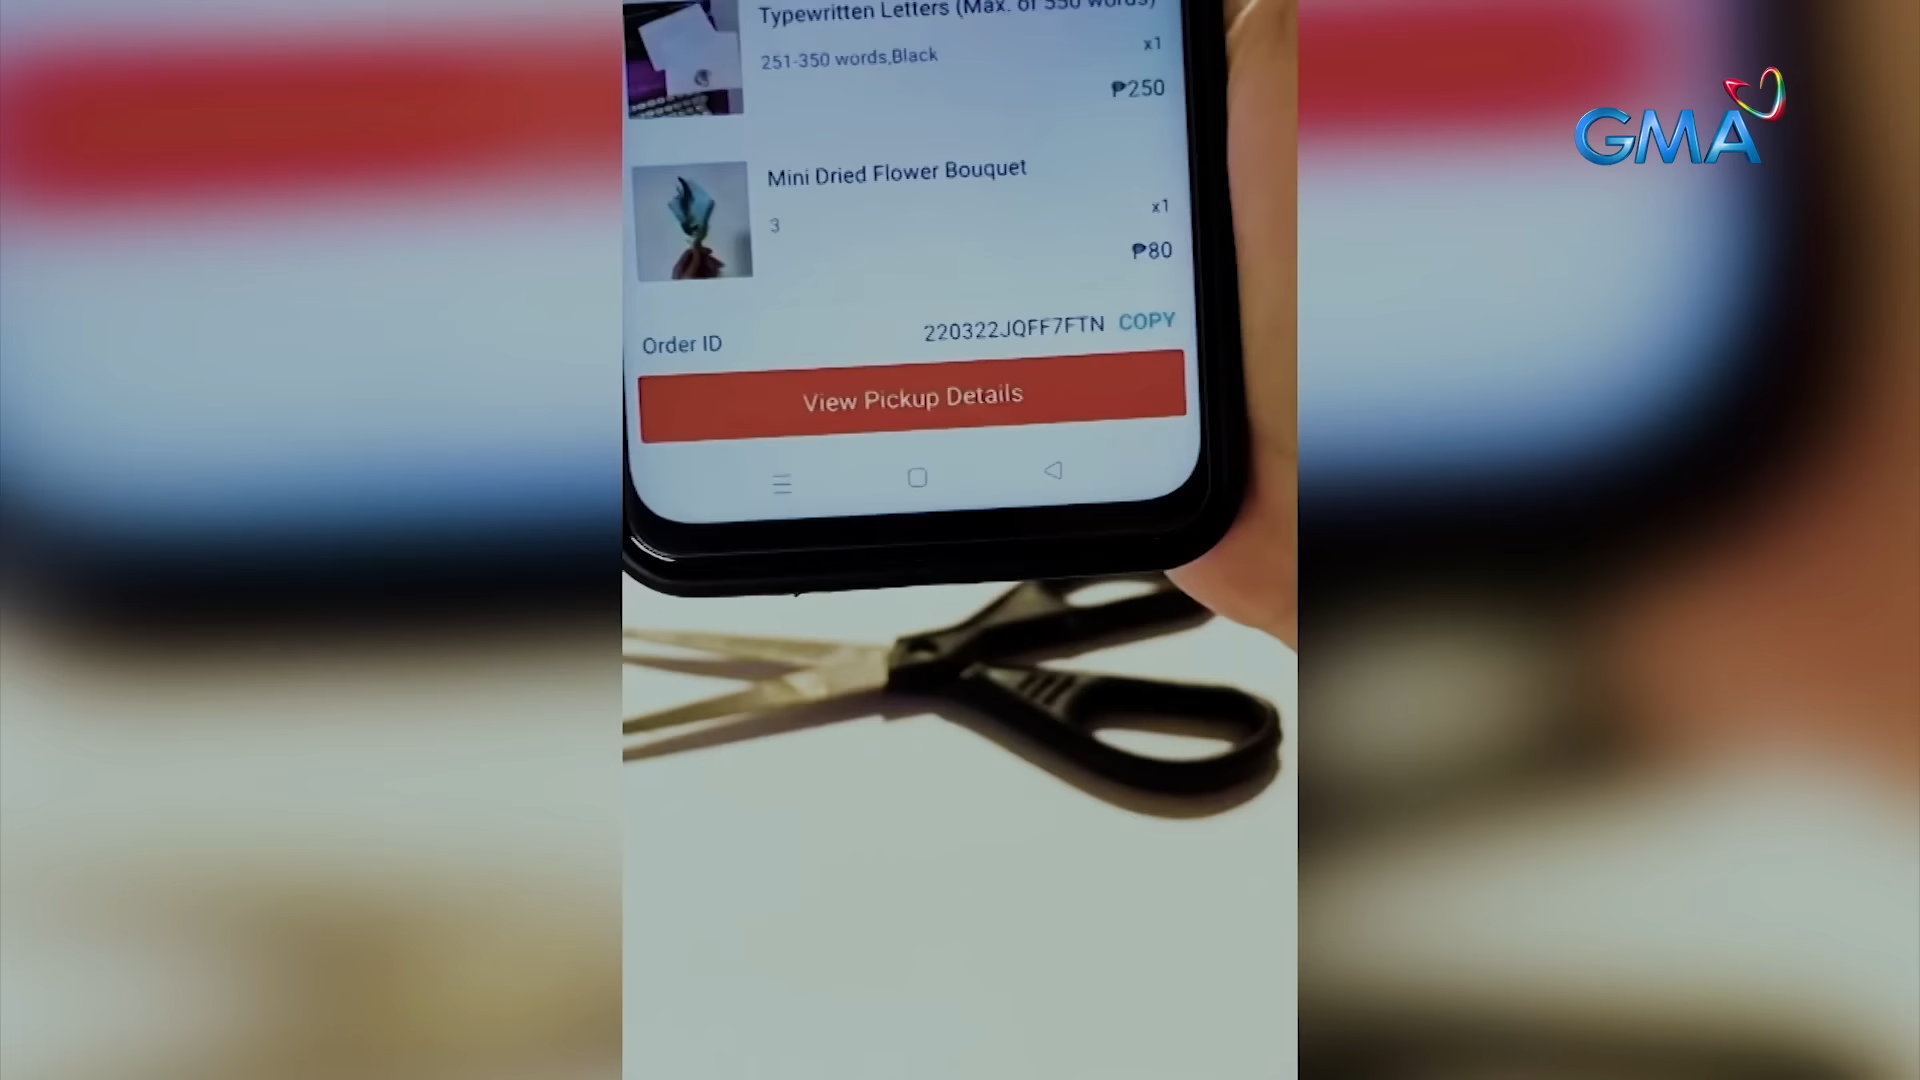 Typewritten Letters (Max. of 550 words)
251-350 words,Black
x1
₱250
Mini Dried Flower Bouquet
3
x1
₱80
Order ID
220322JQFF7FTN COPY
View Pickup Details
GMA